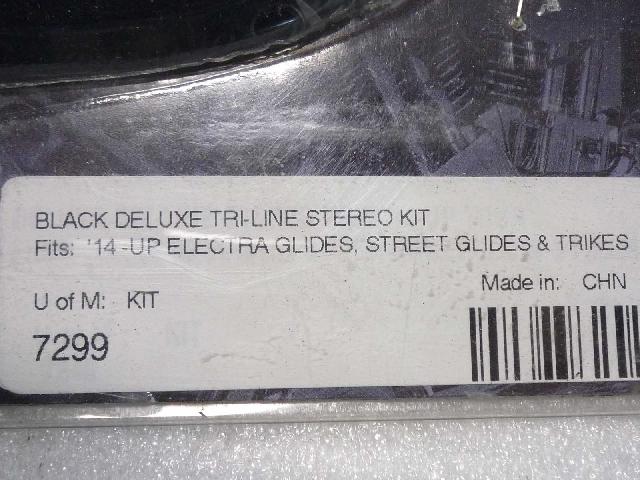 BLACK DELUXE TRI-LINE STEREO KIT
Fits: '14 -UP ELECTRA GLIDES, STREET GLIDES & TRIKES
Made in: CHN
U of M: KIT
7299
KIT